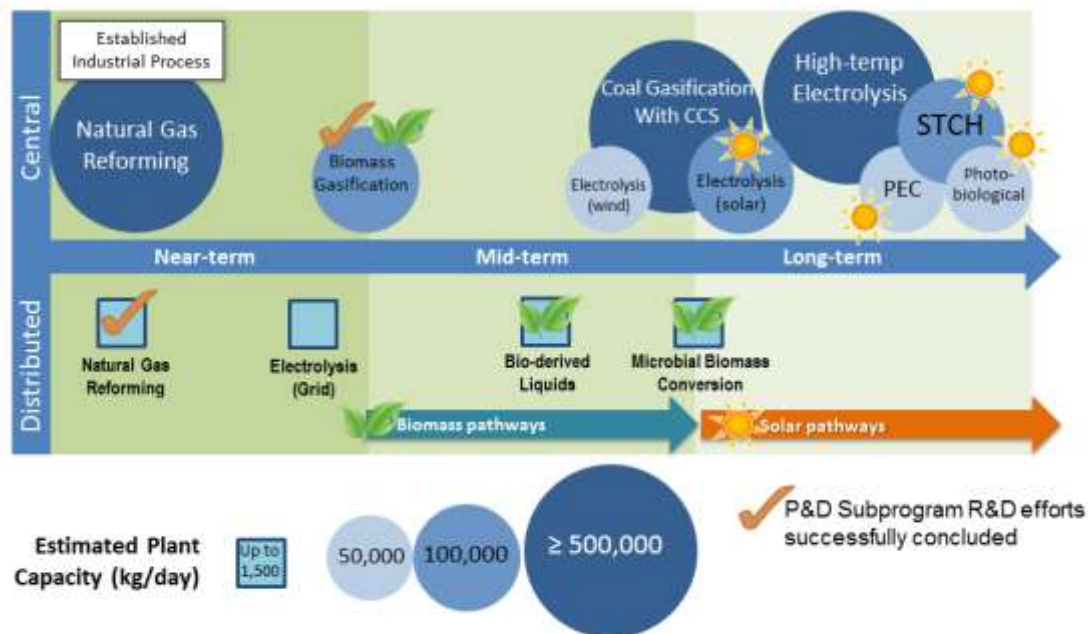 Established
Industrial Process
Central
Natural Gas
Reforming
Biomass
Gasification
Electrolysis
(wind)
Coal Gasification
With CCS
Electrolysis
(solar)
High-temp
Electrolysis
STCH
PEC
Photo-
biological
Near-term
Mid-term
Long-term
Distributed
Natural Gas
Reforming
Electrolysis
(Grid)
Bio-derived
Liquids
Microbial Biomass
Conversion
Biomass pathways
Solar pathways
Estimated Plant
Capacity (kg/day)
Up to
1,500
50,000
100,000
≥ 500,000
P&D Subprogram R&D efforts
successfully concluded